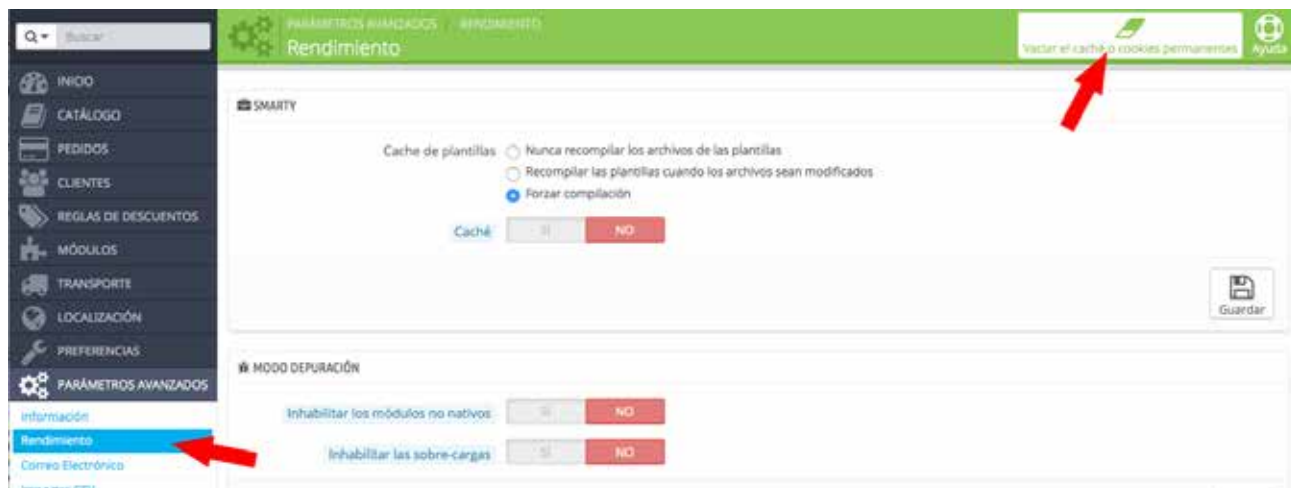 Buscar
PARÁMETROS AVANZADOS / RENDIMIENTO
Rendimiento
Vaciar el caché o cookies permanentes
Ayuda
INICIO
CATÁLOGO
PEDIDOS
CLIENTES
REGLAS DE DESCUENTOS
MÓDULOS
TRANSPORTE
LOCALIZACIÓN
PREFERENCIAS
PARÁMETROS AVANZADOS
Información
Rendimiento
Correo Electrónico
SMARTY
Cache de plantillas
Nunca recompilar los archivos de las plantillas
Recompilar las plantillas cuando los archivos sean modificados
Forzar compilación
Caché SÍ NO
Guardar
MODO DEPURACIÓN
Inhabilitar los módulos no nativos SÍ NO
Inhabilitar las sobre-cargas SÍ NO